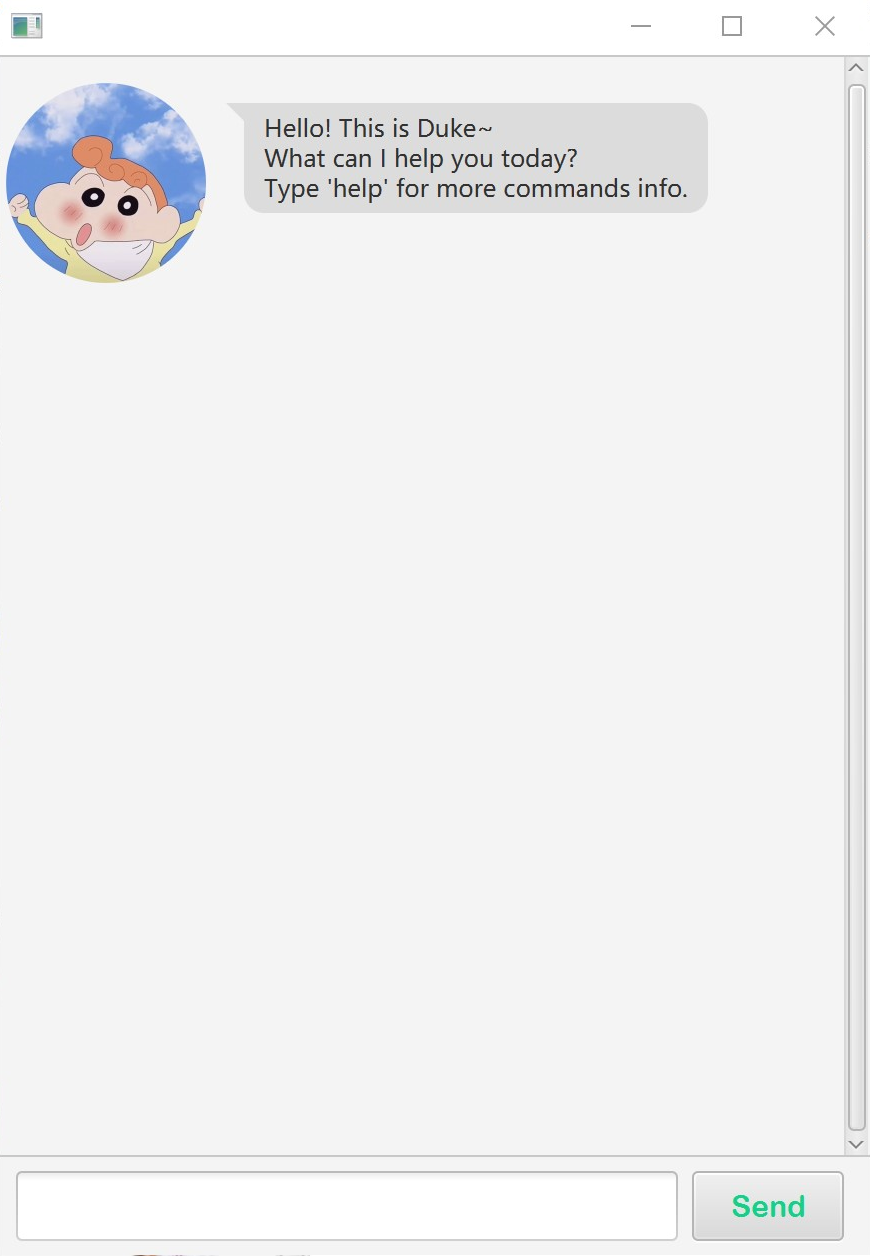 Hello! This is Duke~
What can I help you today?
Type 'help' for more commands info.
Send